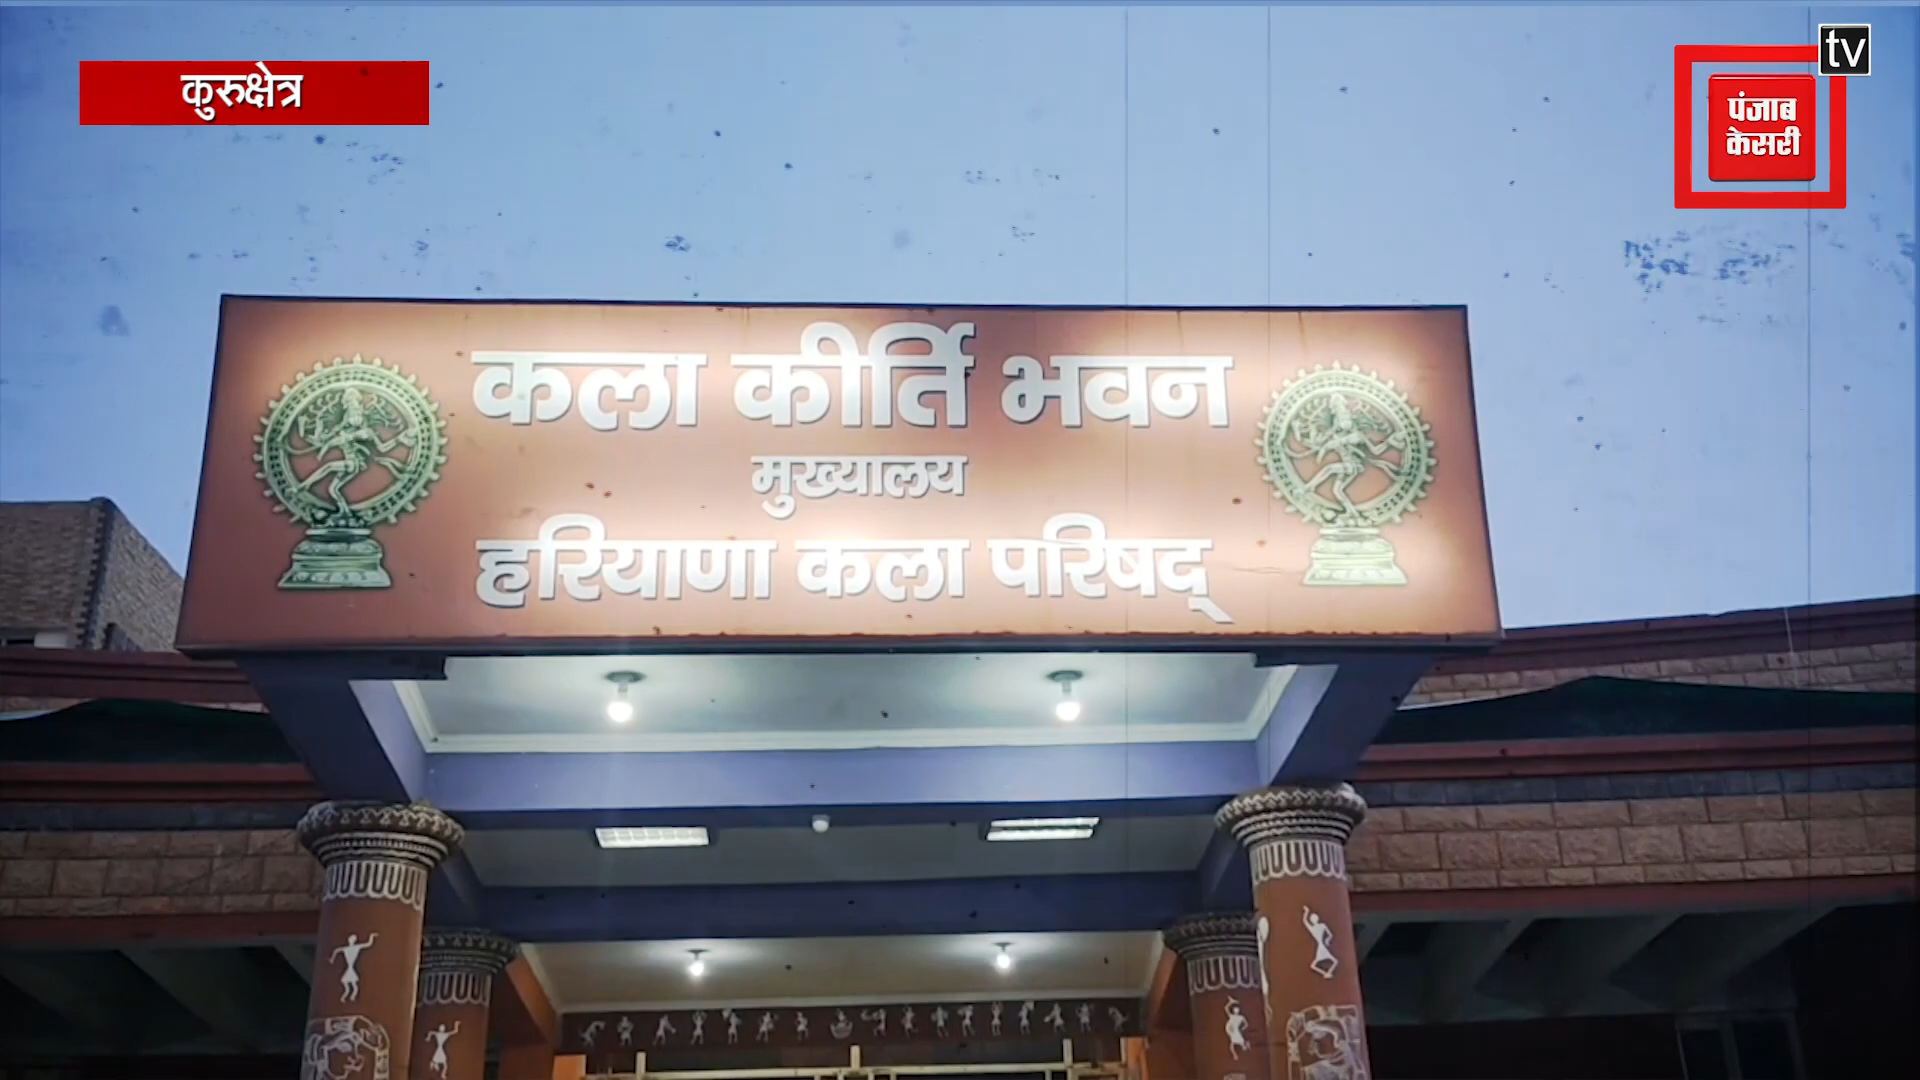 कुरुक्षेत्र
tv
पंजाब
केसरी
कला कीर्ति भवन
मुख्यालय
हरियाणा कला परिषद्